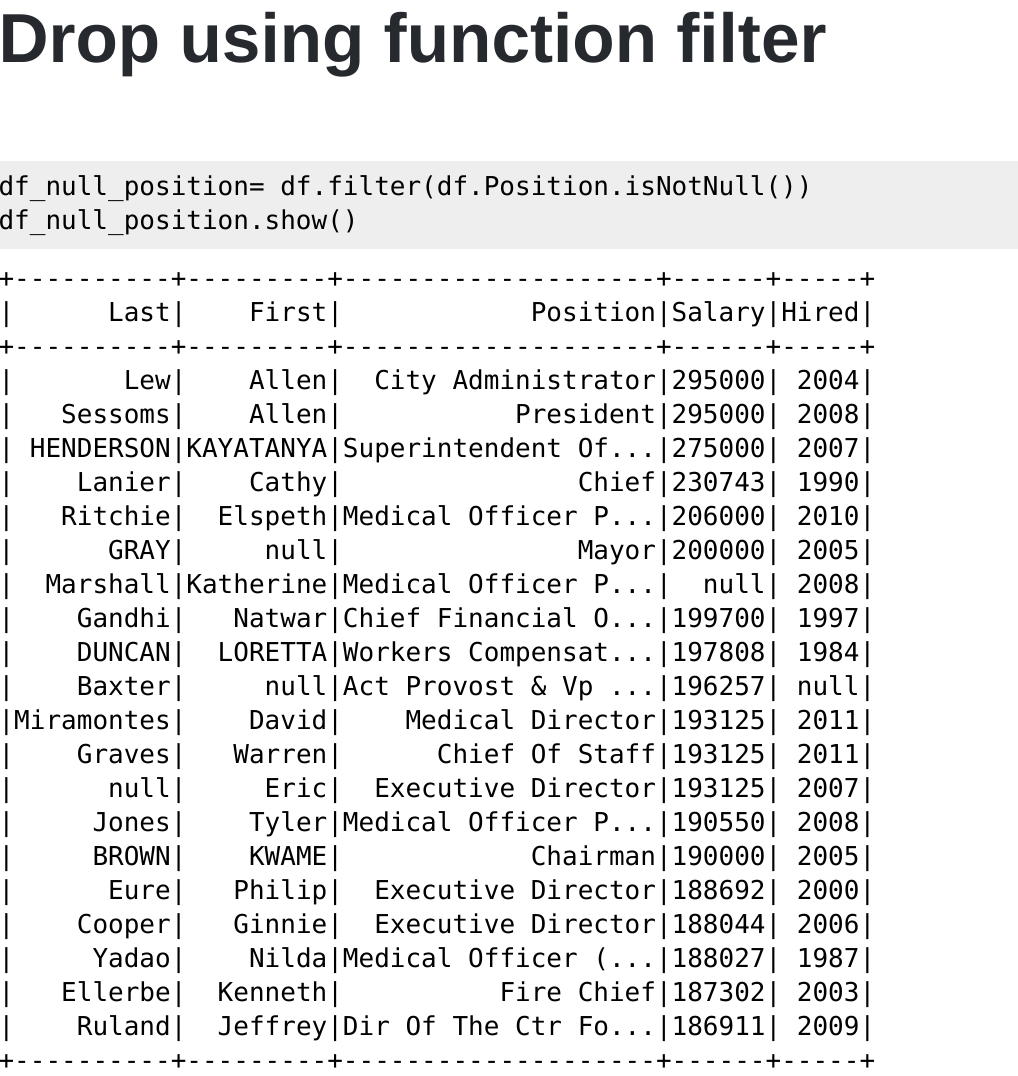 Drop using function filter
df_null_position= df.filter(df.Position.isNotNull())
df_null_position.show()
+----------+---------+--------------------+------+-----+
|      Last|    First|            Position|Salary|Hired|
+----------+---------+--------------------+------+-----+
|       Lew|    Allen|  City Administrator|295000| 2004|
|   Sessoms|    Allen|           President|295000| 2008|
| HENDERSON|KAYATANYA|Superintendent Of...|275000| 2007|
|    Lanier|    Cathy|               Chief|230743| 1990|
|   Ritchie|  Elspeth|Medical Officer P...|206000| 2010|
|      GRAY|     null|               Mayor|200000| 2005|
|  Marshall|Katherine|Medical Officer P...|  null| 2008|
|    Gandhi|   Natwar|Chief Financial O...|199700| 1997|
|    DUNCAN|  LORETTA|Workers Compensat...|197808| 1984|
|    Baxter|     null|Act Provost & Vp ...|196257| null|
|Miramontes|    David|    Medical Director|193125| 2011|
|    Graves|   Warren|      Chief Of Staff|193125| 2011|
|      null|     Eric|  Executive Director|193125| 2007|
|     Jones|    Tyler|Medical Officer P...|190550| 2008|
|     BROWN|    KWAME|            Chairman|190000| 2005|
|      Eure|   Philip|  Executive Director|188692| 2000|
|    Cooper|   Ginnie|  Executive Director|188044| 2006|
|     Yadao|    Nilda|Medical Officer (...|188027| 1987|
|   Ellerbe|  Kenneth|          Fire Chief|187302| 2003|
|    Ruland|  Jeffrey|Dir Of The Ctr Fo...|186911| 2009|
+----------+---------+--------------------+------+-----+